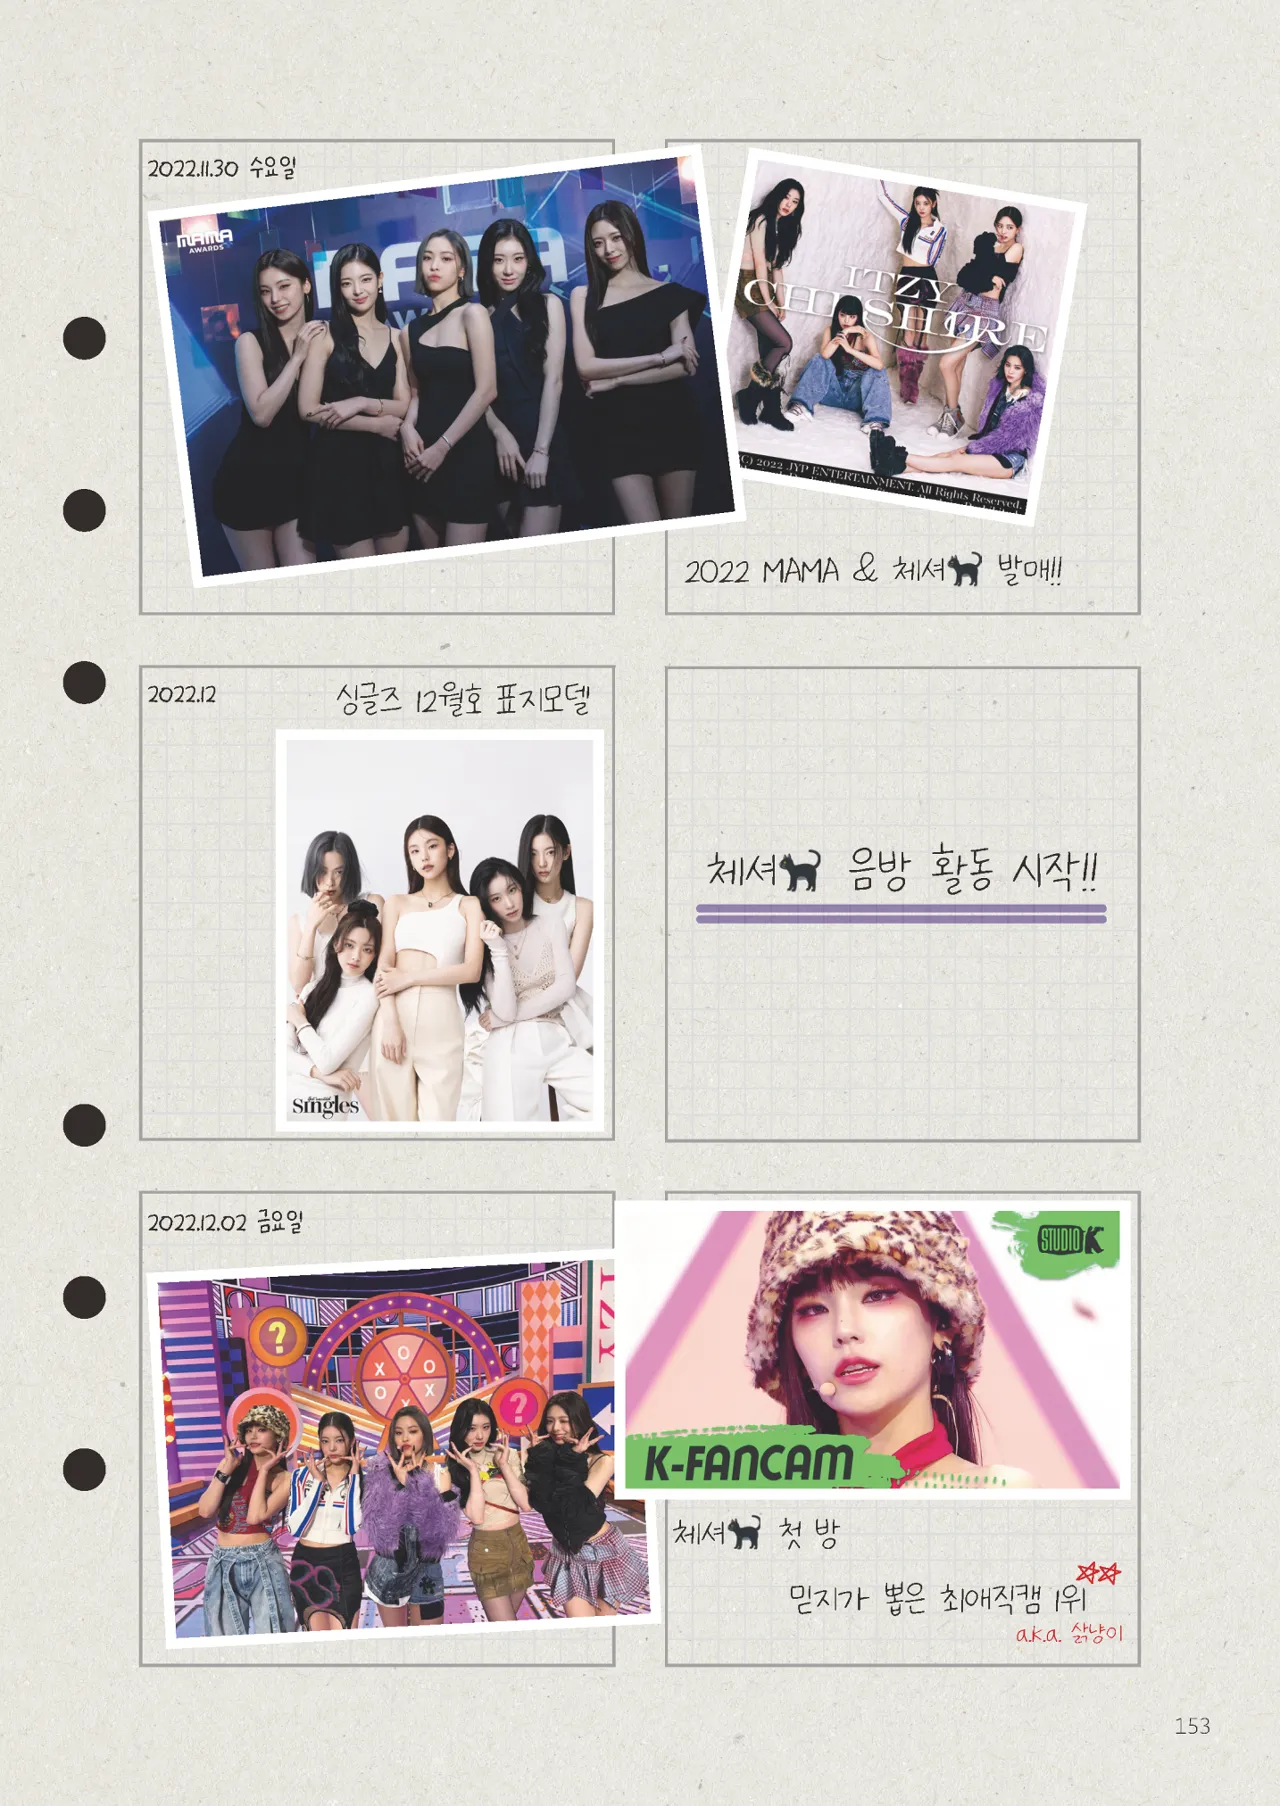 2022.11.30 수요일
MAMA
AWARDS
MAMA
ITZY
CHESHIRE
(C) 2022 JYP ENTERTAINMENT. All Rights Reserved.
2022 MAMA & 체셔🐈‍⬛ 발매!!
2022.12
싱글즈 12월호 표지모델
Singles
체셔🐈‍⬛ 음방 활동 시작!!
2022.12.02 금요일
ITZY
?
O
X
O
O
X
X
?
STUDIO K
K-FANCAM
체셔🐈‍⬛ 첫 방
믿지가 뽑은 최애직캠 1위
a.k.a. 삵냥이
153